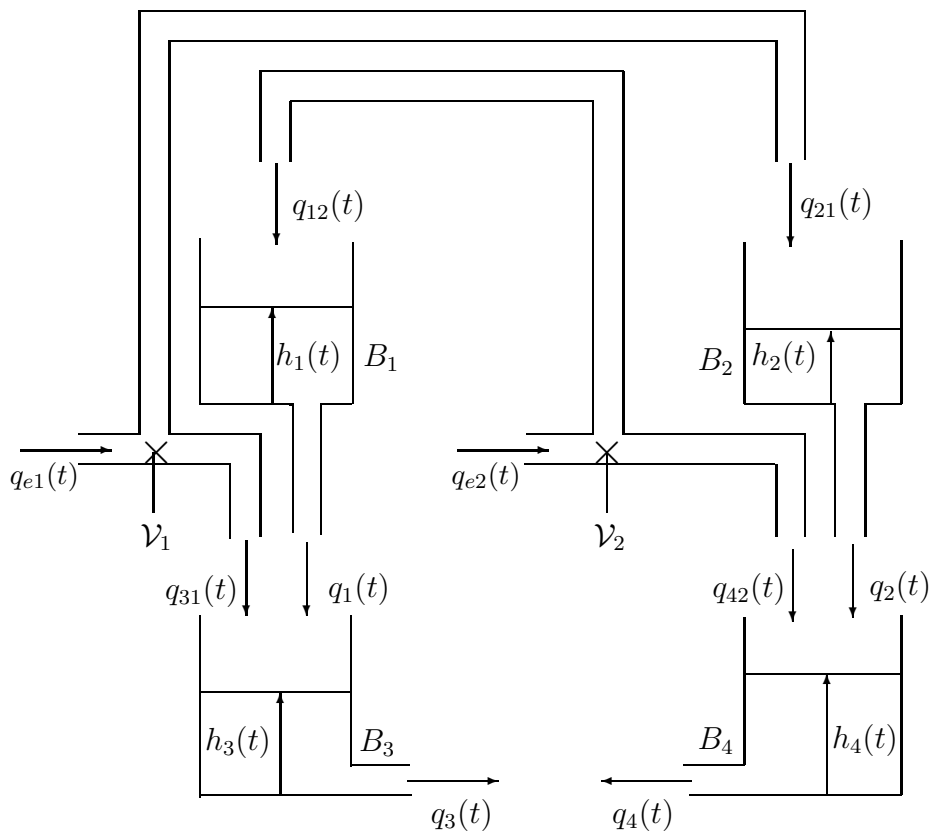 q₁₂(t)
q₂₁(t)
h₁(t)
B₁
B₂
h₂(t)
qₑ₁(t)
qₑ₂(t)
𝒱₁
𝒱₂
q₃₁(t)
q₁(t)
q₄₂(t)
q₂(t)
h₃(t)
B₃
B₄
h₄(t)
q₃(t)
q₄(t)